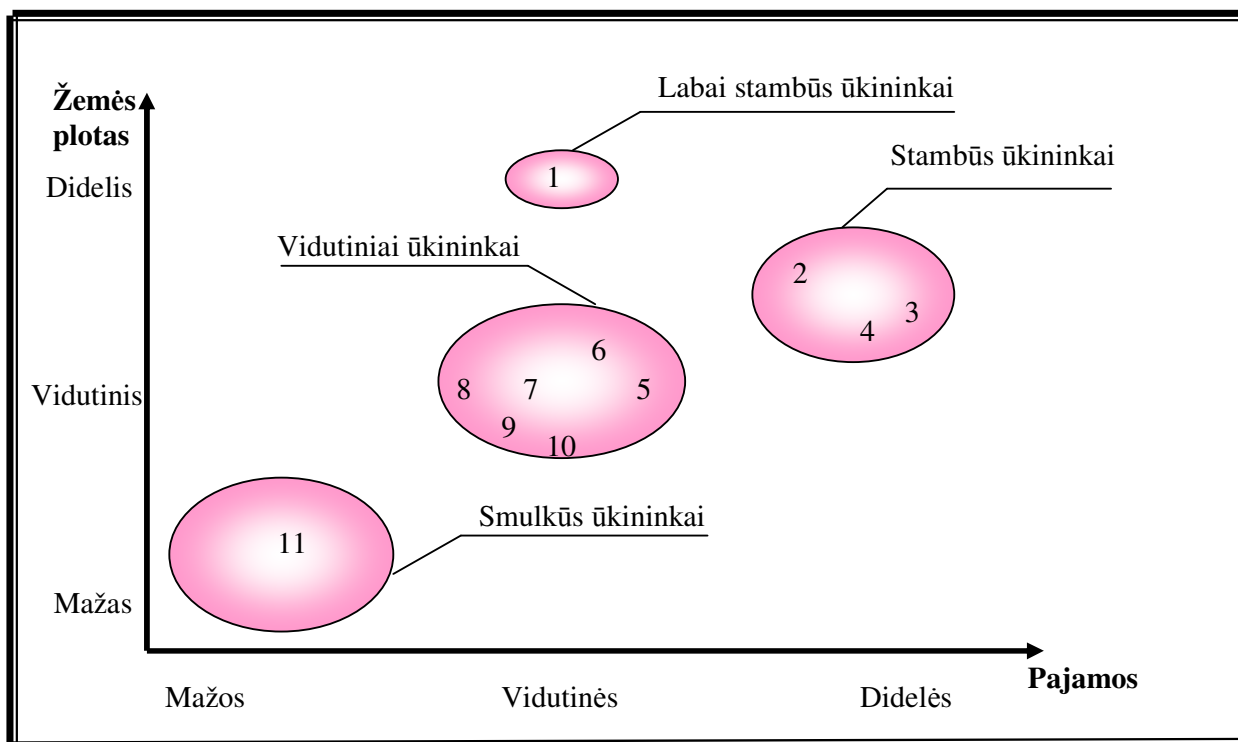 Labai stambūs ūkininkai
Žemės
plotas
Stambūs ūkininkai
1
Didelis
Vidutiniai ūkininkai
2
3
4
6
8
7
5
Vidutinis
9
10
Smulkūs ūkininkai
11
Mažas
Pajamos
Mažos
Vidutinės
Didelės